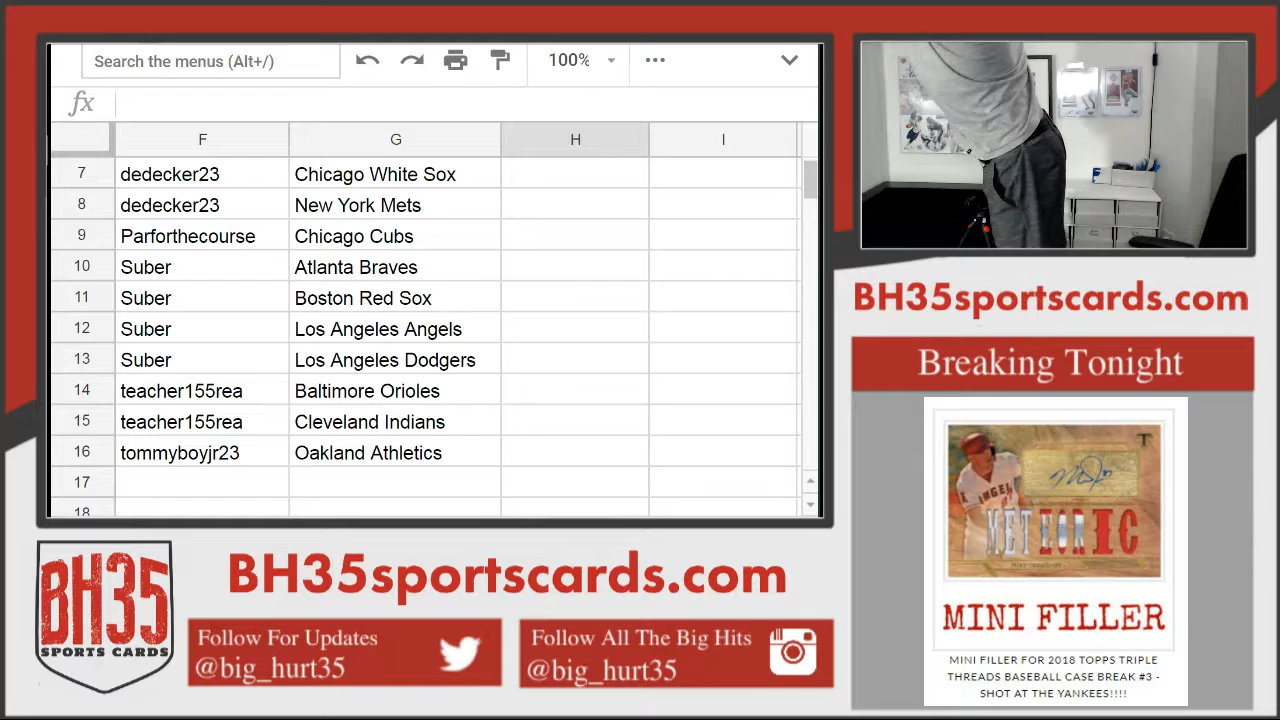 Search the menus (Alt+/)
100%
fx
F G H I
7 dedecker23 Chicago White Sox
8 dedecker23 New York Mets
9 Parforthecourse Chicago Cubs
10 Suber Atlanta Braves
11 Suber Boston Red Sox
12 Suber Los Angeles Angels
13 Suber Los Angeles Dodgers
14 teacher155rea Baltimore Orioles
15 teacher155rea Cleveland Indians
16 tommyboyjr23 Oakland Athletics
17
18
BH35
SPORTS CARDS
BH35sportscards.com
Follow For Updates
@big_hurt35
Follow All The Big Hits
@big_hurt35
BH35sportscards.com
Breaking Tonight
ANGELS
METEORIC
MINI FILLER
MINI FILLER FOR 2018 TOPPS TRIPLE
THREADS BASEBALL CASE BREAK #3 -
SHOT AT THE YANKEES!!!!